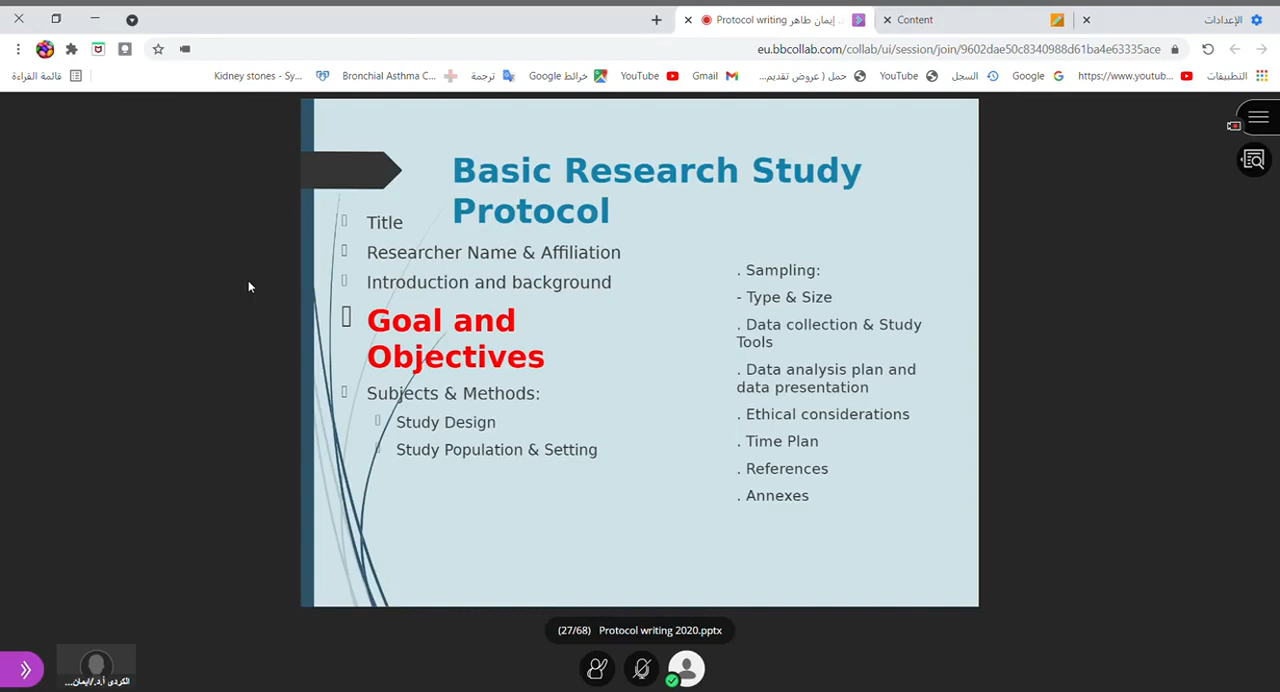 Protocol writing إيمان طاهر ...
Content
الإعدادات
eu.bbcollab.com/collab/ui/session/join/9602dae50c8340988d61ba4e63335ace
التطبيقات
https://www.youtub...
Google
السجل
YouTube
حمل ( عروض تقديم...
Gmail
YouTube
خرائط Google
ترجمة
Bronchial Asthma C...
Kidney stones - Sy...
قائمة القراءة
Basic Research Study
Protocol
Title
Researcher Name & Affiliation
Introduction and background
Goal and
Objectives
Subjects & Methods:
Study Design
Study Population & Setting
. Sampling:
- Type & Size
. Data collection & Study
Tools
. Data analysis plan and
data presentation
. Ethical considerations
. Time Plan
. References
. Annexes
(27/68) Protocol writing 2020.pptx
الكردى أ.د./ايمان...